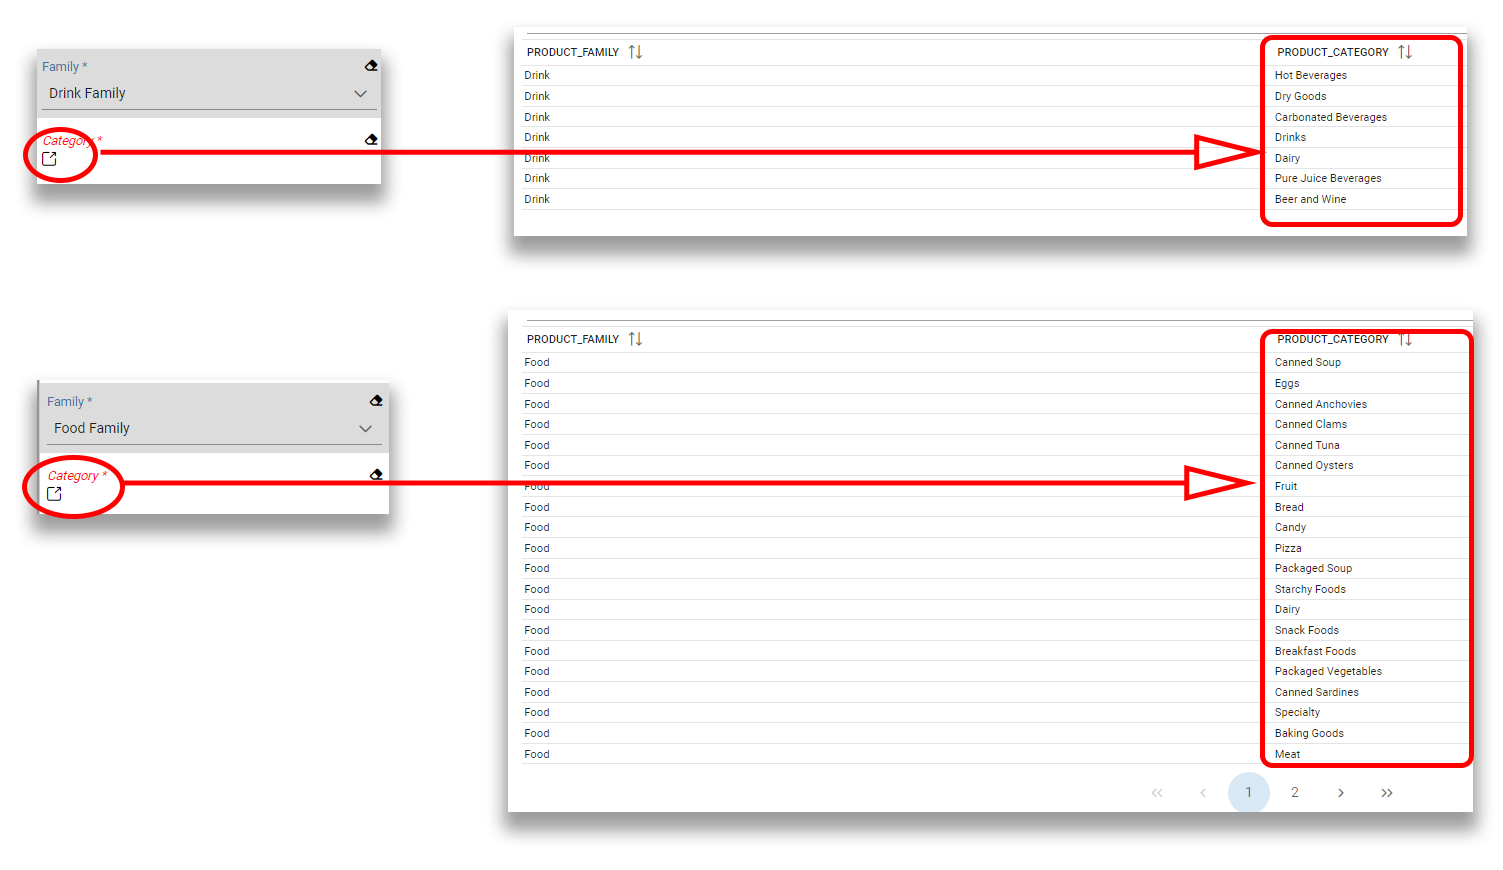 Family *
Drink Family
Category *
PRODUCT_FAMILY PRODUCT_CATEGORY
Drink Hot Beverages
Drink Dry Goods
Drink Carbonated Beverages
Drink Drinks
Drink Dairy
Drink Pure Juice Beverages
Drink Beer and Wine
Family *
Food Family
Category *
PRODUCT_FAMILY PRODUCT_CATEGORY
Food Canned Soup
Food Eggs
Food Canned Anchovies
Food Canned Clams
Food Canned Tuna
Food Canned Oysters
Food Fruit
Food Bread
Food Candy
Food Pizza
Food Packaged Soup
Food Starchy Foods
Food Dairy
Food Snack Foods
Food Breakfast Foods
Food Packaged Vegetables
Food Canned Sardines
Food Specialty
Food Baking Goods
Food Meat
« ‹ 1 2 › »